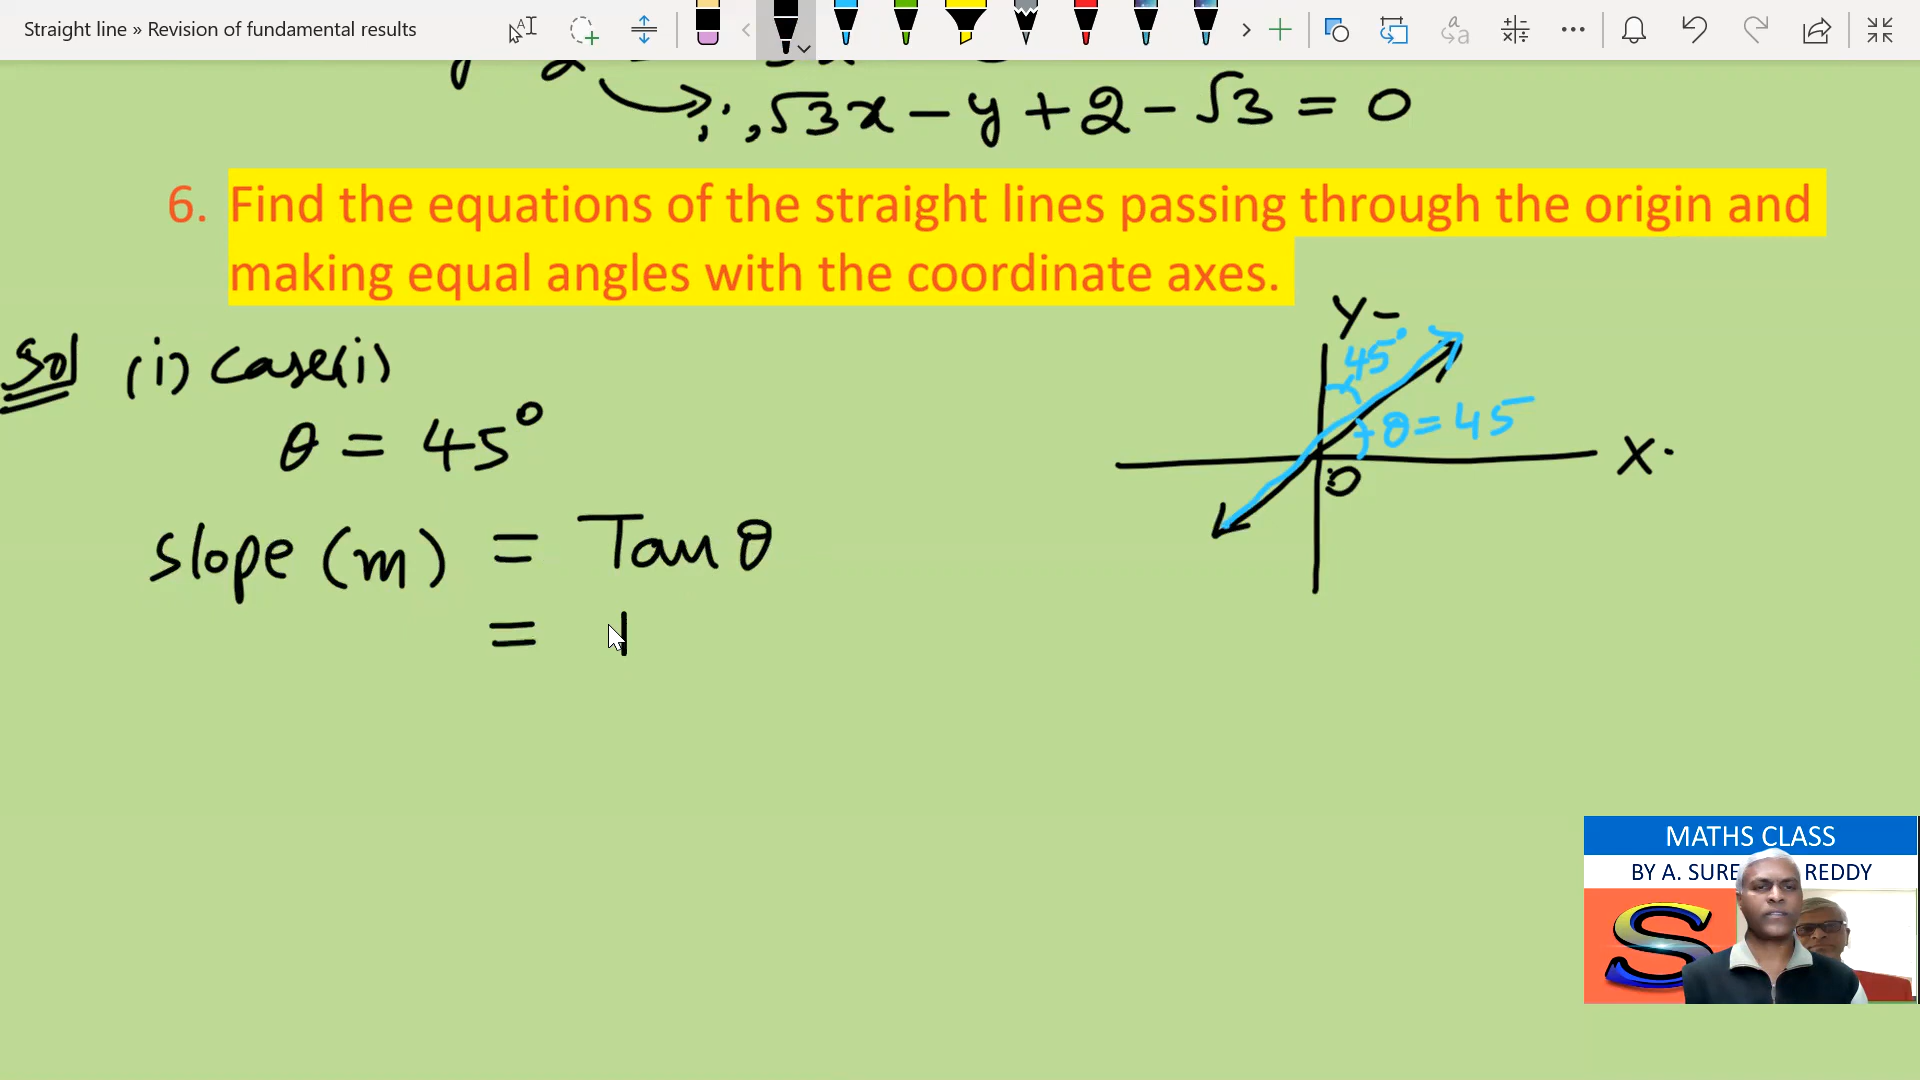 Straight line » Revision of fundamental results
∴, √3x – y + 2 – √3 = 0
6. Find the equations of the straight lines passing through the origin and
making equal angles with the coordinate axes.
Sol (i) case(i)
θ = 45°
slope (m) = Tan θ
= 1
Y
45°
θ = 45
X
O
MATHS CLASS
BY A. SURE REDDY
S